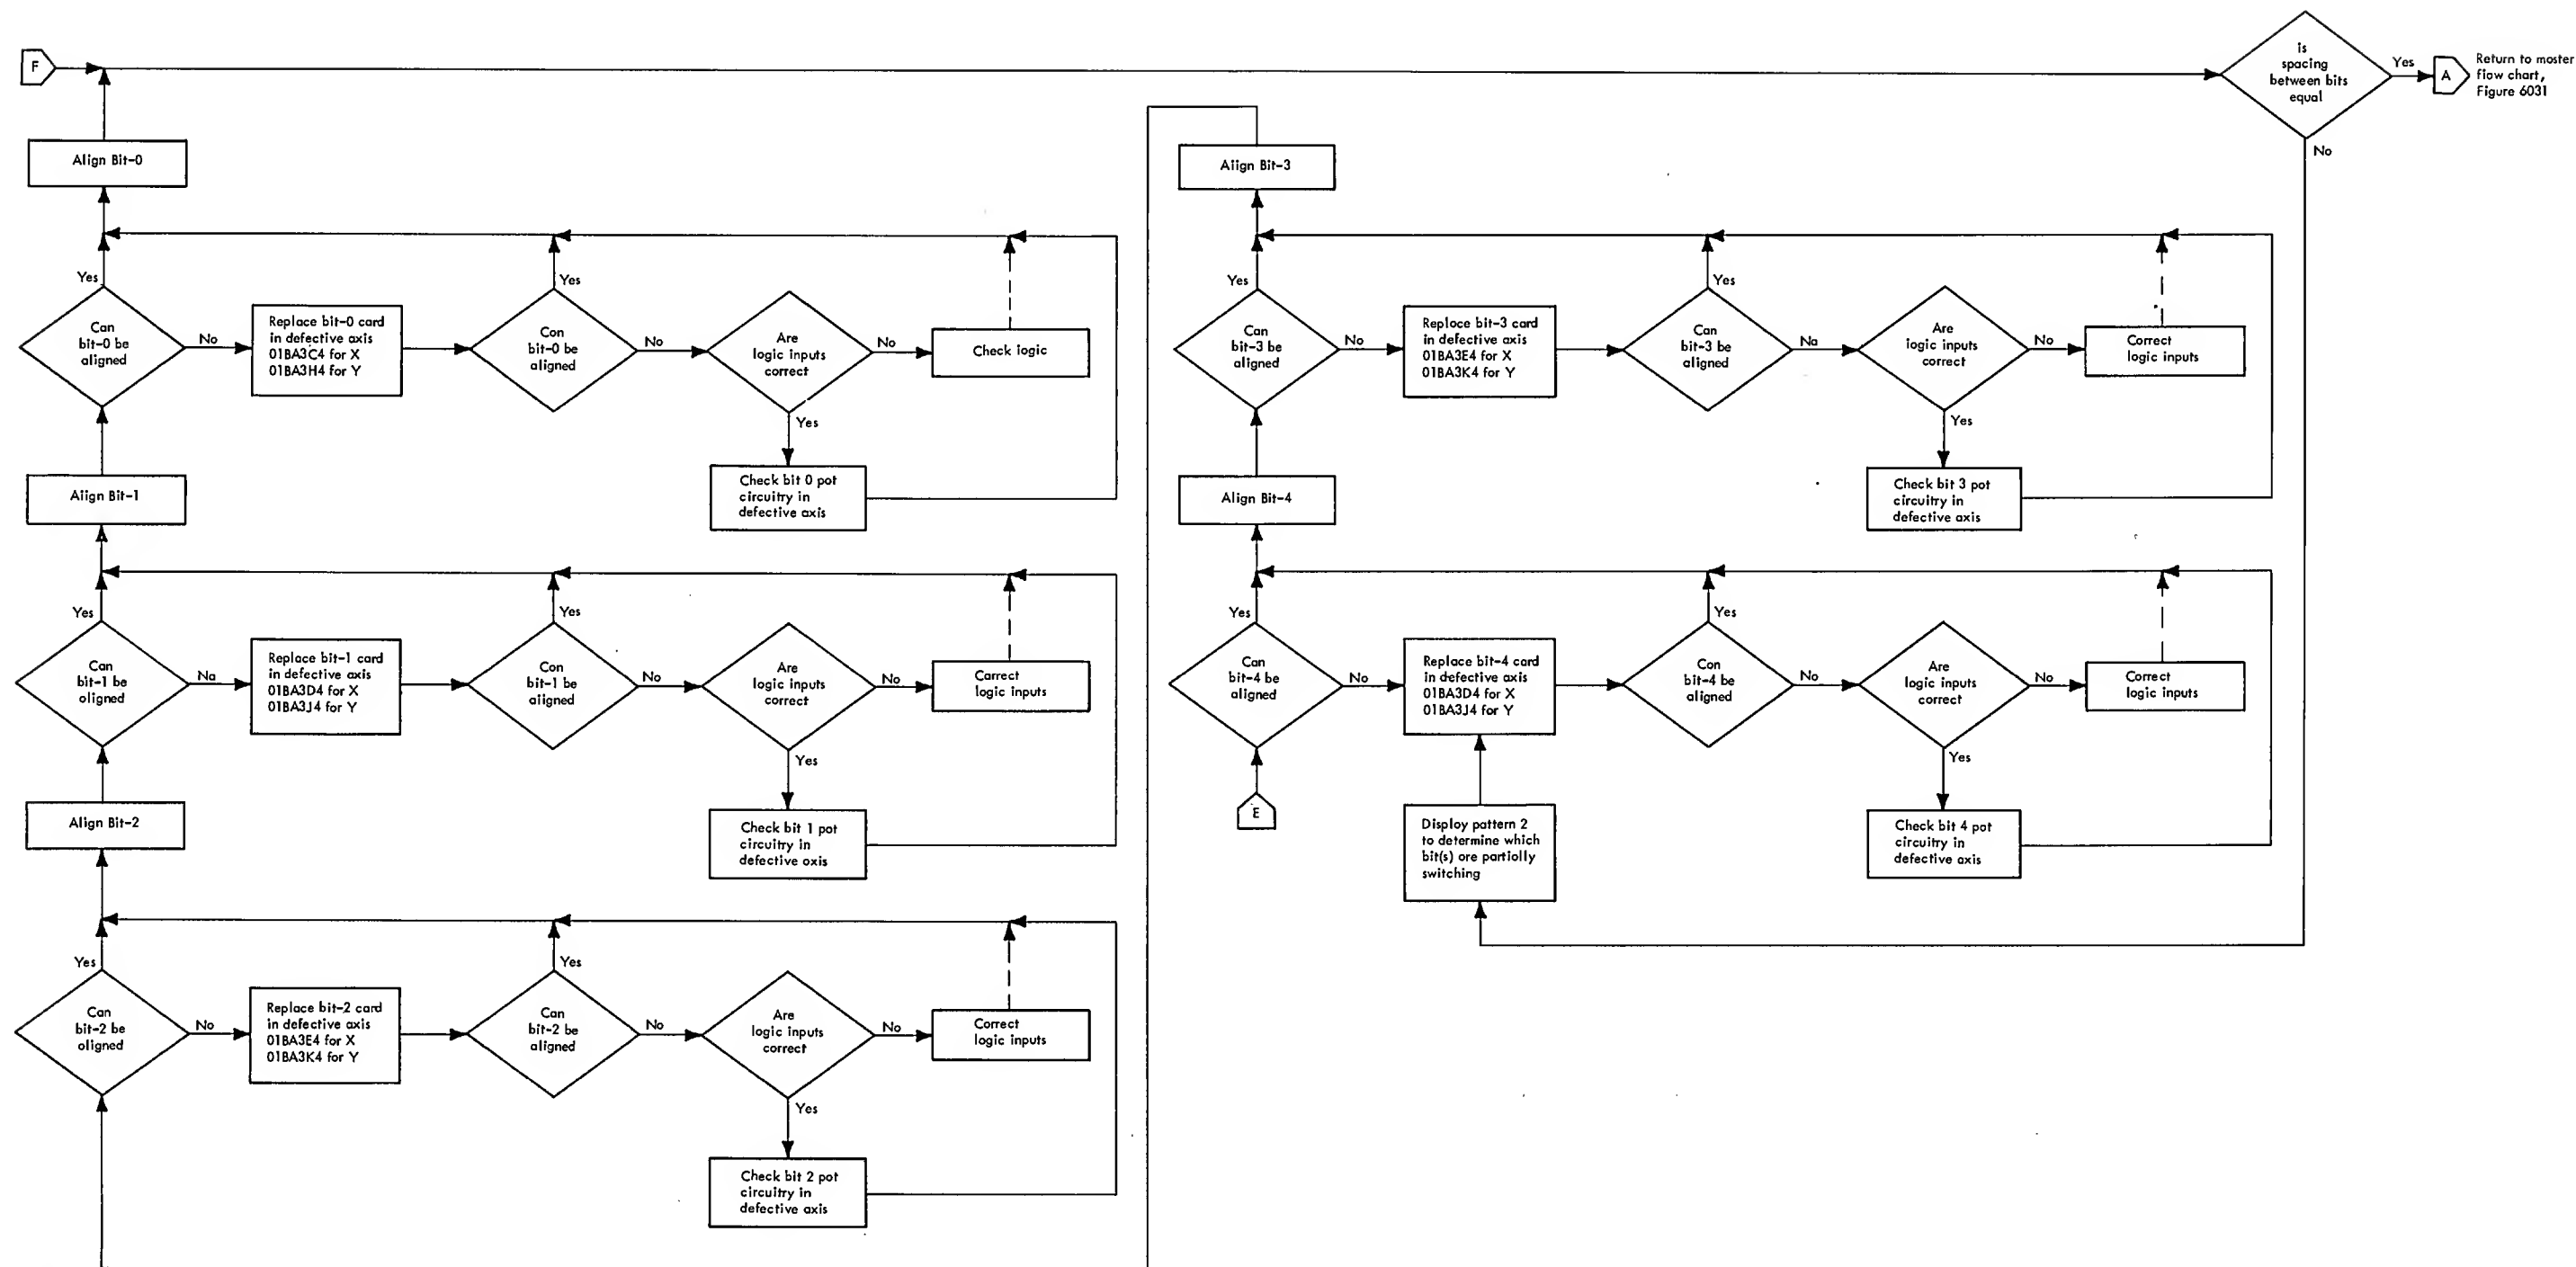 F
is
spacing
between bits
equal
Yes
A
Return to moster
flow chart,
Figure 6031
No
Align Bit-0
Yes
Can
bit-0 be
aligned
No
Replace bit-0 card
in defective axis
01BA3C4 for X
01BA3H4 for Y
Yes
Con
bit-0 be
aligned
No
Are
logic inputs
correct
No
Check logic
Yes
Check bit 0 pot
circuitry in
defective axis
Align Bit-1
Yes
Can
bit-1 be
oligned
Na
Replace bit-1 card
in defective axis
01BA3D4 for X
01BA3J4 for Y
Yes
Con
bit-1 be
aligned
No
Are
logic inputs
correct
No
Carrect
logic inputs
Yes
Check bit 1 pot
circuitry in
defective oxis
Align Bit-2
Yes
Can
bit-2 be
oligned
No
Replace bit-2 card
in defective axis
01BA3E4 for X
01BA3K4 for Y
Yes
Can
bit-2 be
aligned
No
Are
logic inputs
correct
No
Correct
logic inputs
Yes
Check bit 2 pot
circuitry in
defective axis
Align Bit-3
Yes
Can
bit-3 be
aligned
No
Replace bit-3 card
in defective axis
01BA3E4 for X
01BA3K4 for Y
Yes
Can
bit-3 be
aligned
Na
Are
logic inputs
correct
No
Correct
logic inputs
Yes
Check bit 3 pot
circuitry in
defective axis
Align Bit-4
Yes
Can
bit-4 be
aligned
No
Replace bit-4 card
in defective axis
01BA3D4 for X
01BA3J4 for Y
Yes
Con
bit-4 be
aligned
No
Are
logic inputs
correct
No
Correct
logic inputs
Yes
Check bit 4 pot
circuitry in
defective axis
E
Display pattern 2
to determine which
bit(s) ore partiolly
switching